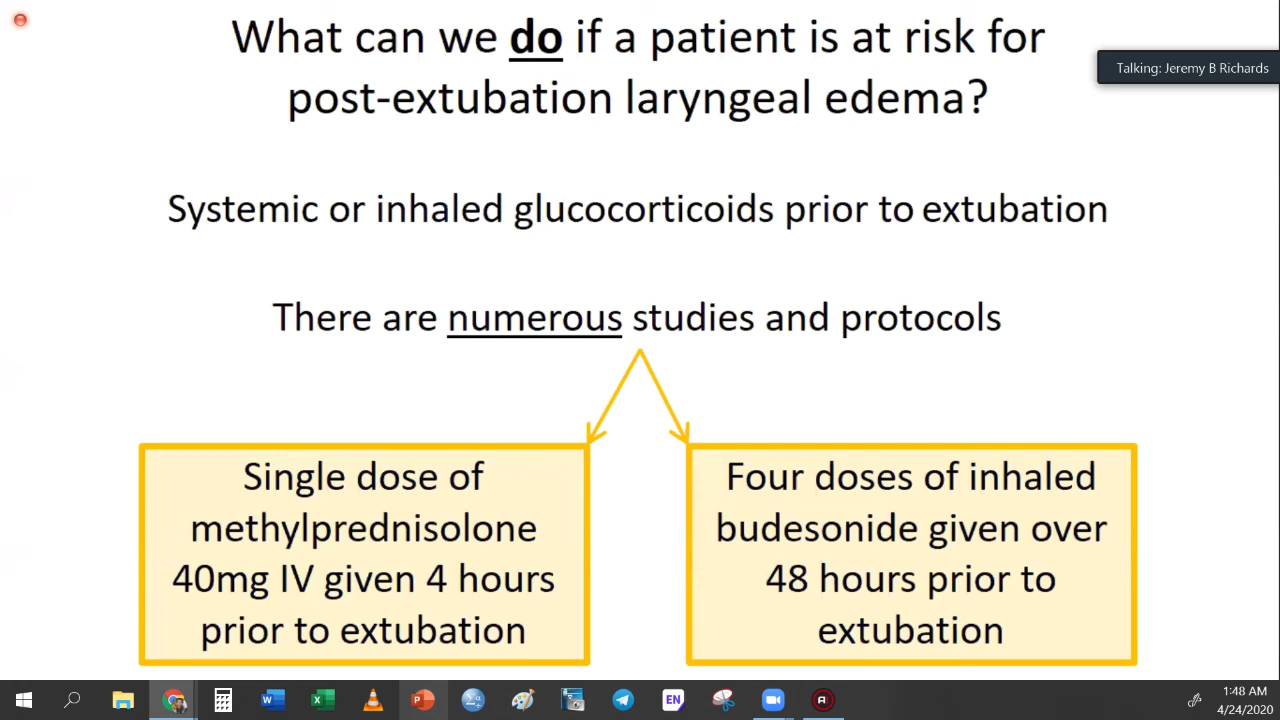 What can we do if a patient is at risk for
post-extubation laryngeal edema?
Talking: Jeremy B Richards
Systemic or inhaled glucocorticoids prior to extubation
There are numerous studies and protocols
Single dose of
methylprednisolone
40mg IV given 4 hours
prior to extubation
Four doses of inhaled
budesonide given over
48 hours prior to
extubation
EN
1:48 AM
4/24/2020